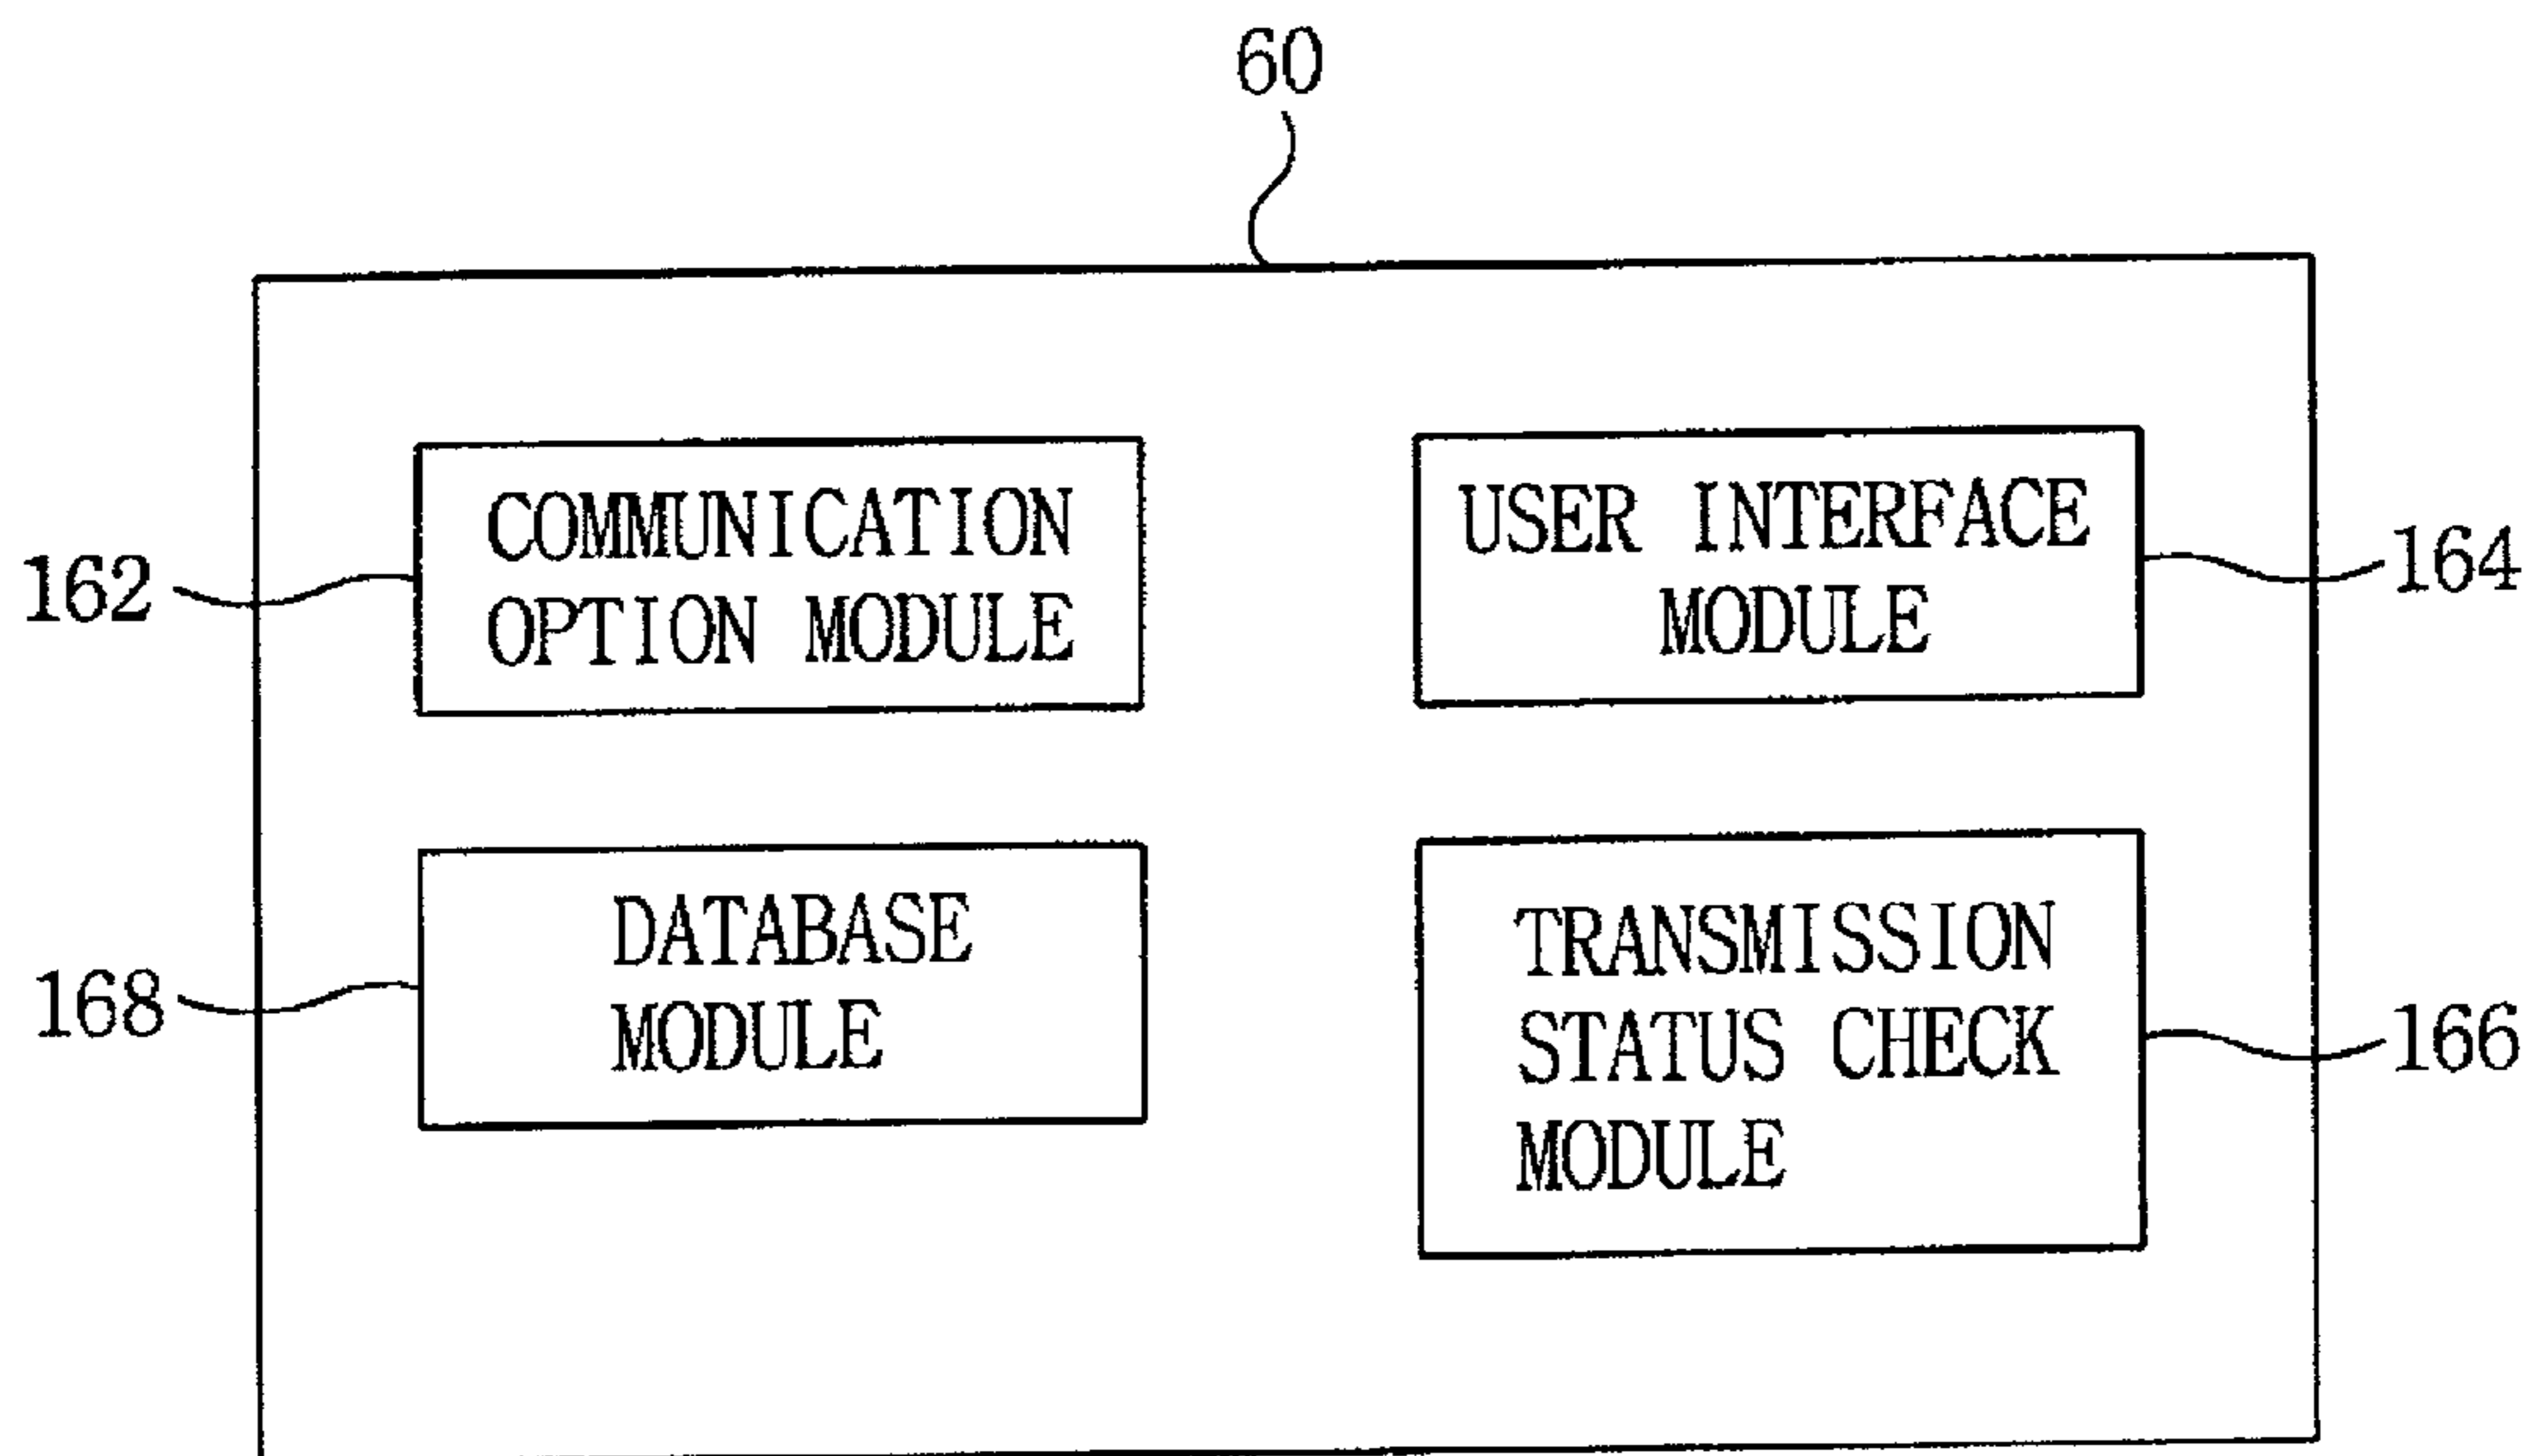 60
162
COMMUNICATION
OPTION MODULE
USER INTERFACE
MODULE
164
168
DATABASE
MODULE
TRANSMISSION
STATUS CHECK
MODULE
166